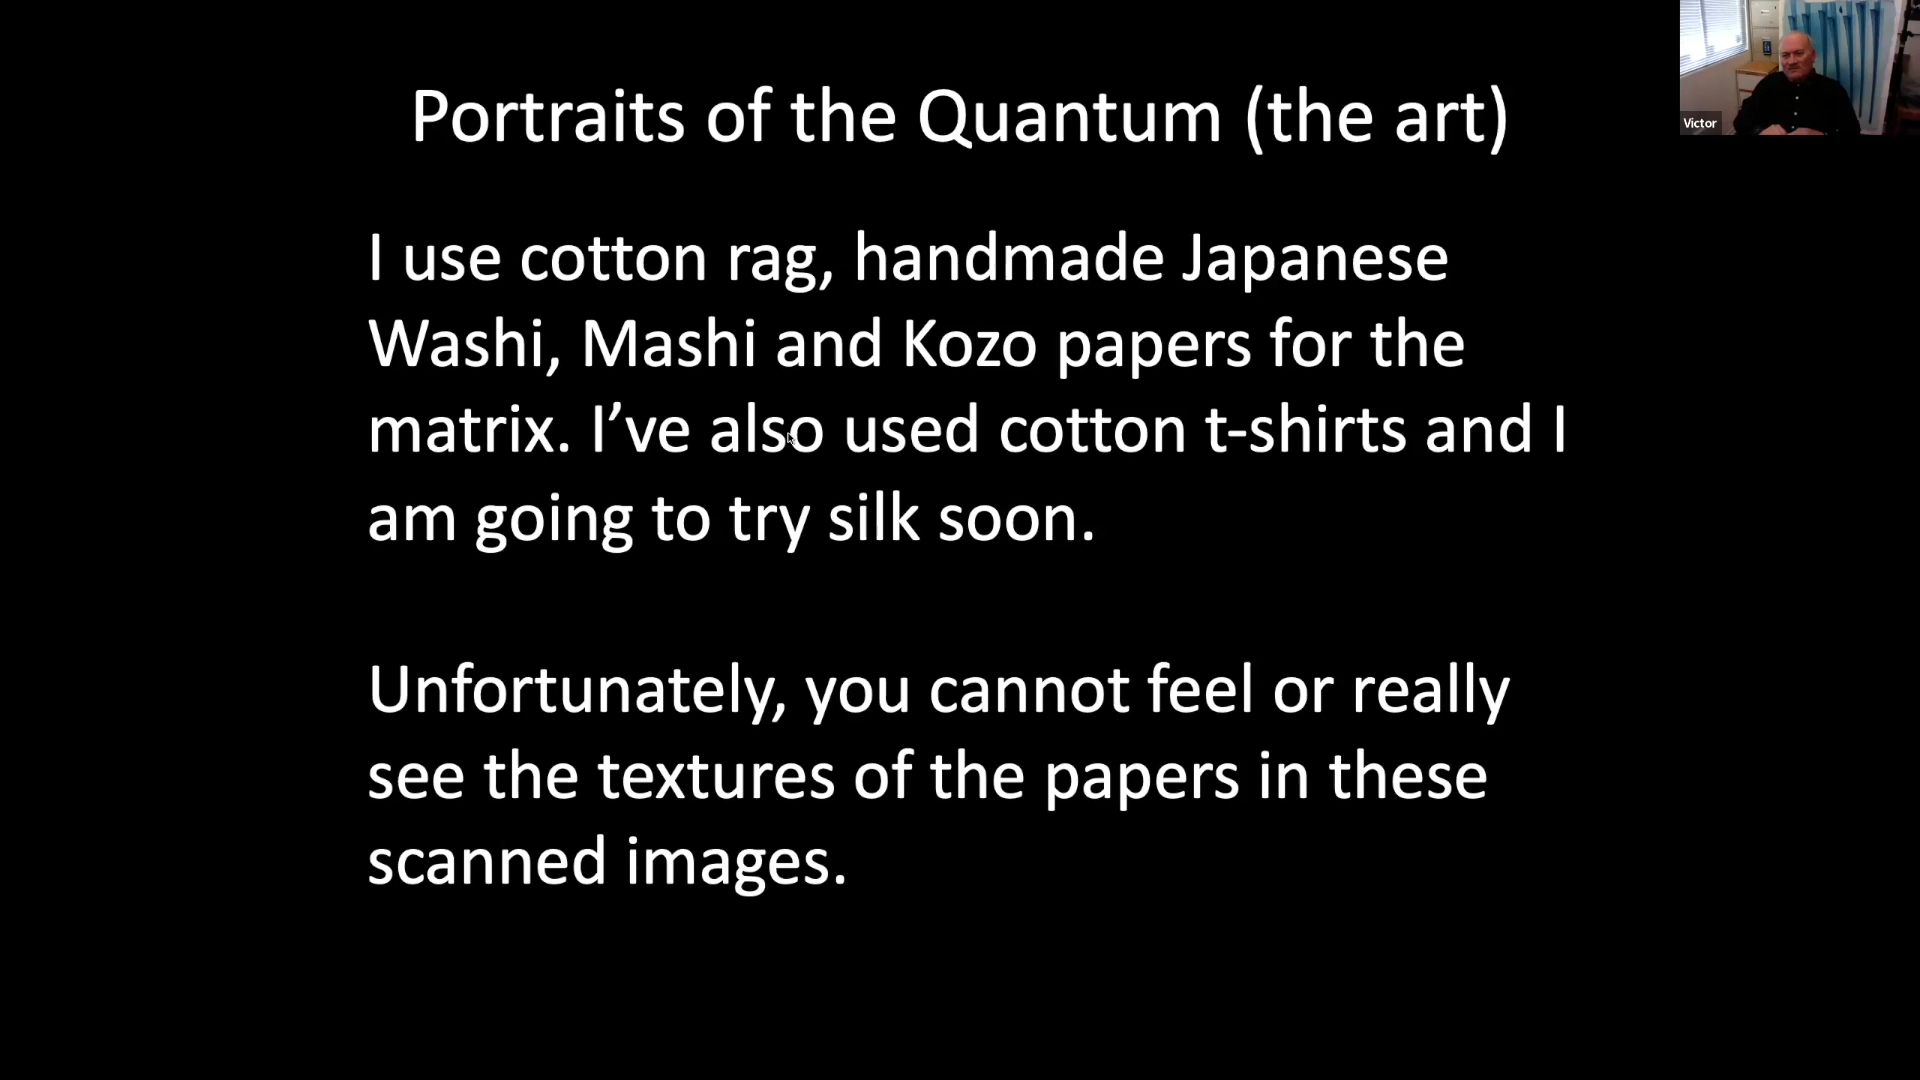 Portraits of the Quantum (the art)
I use cotton rag, handmade Japanese
Washi, Mashi and Kozo papers for the
matrix. I’ve also used cotton t-shirts and I
am going to try silk soon.
Unfortunately, you cannot feel or really
see the textures of the papers in these
scanned images.
Victor